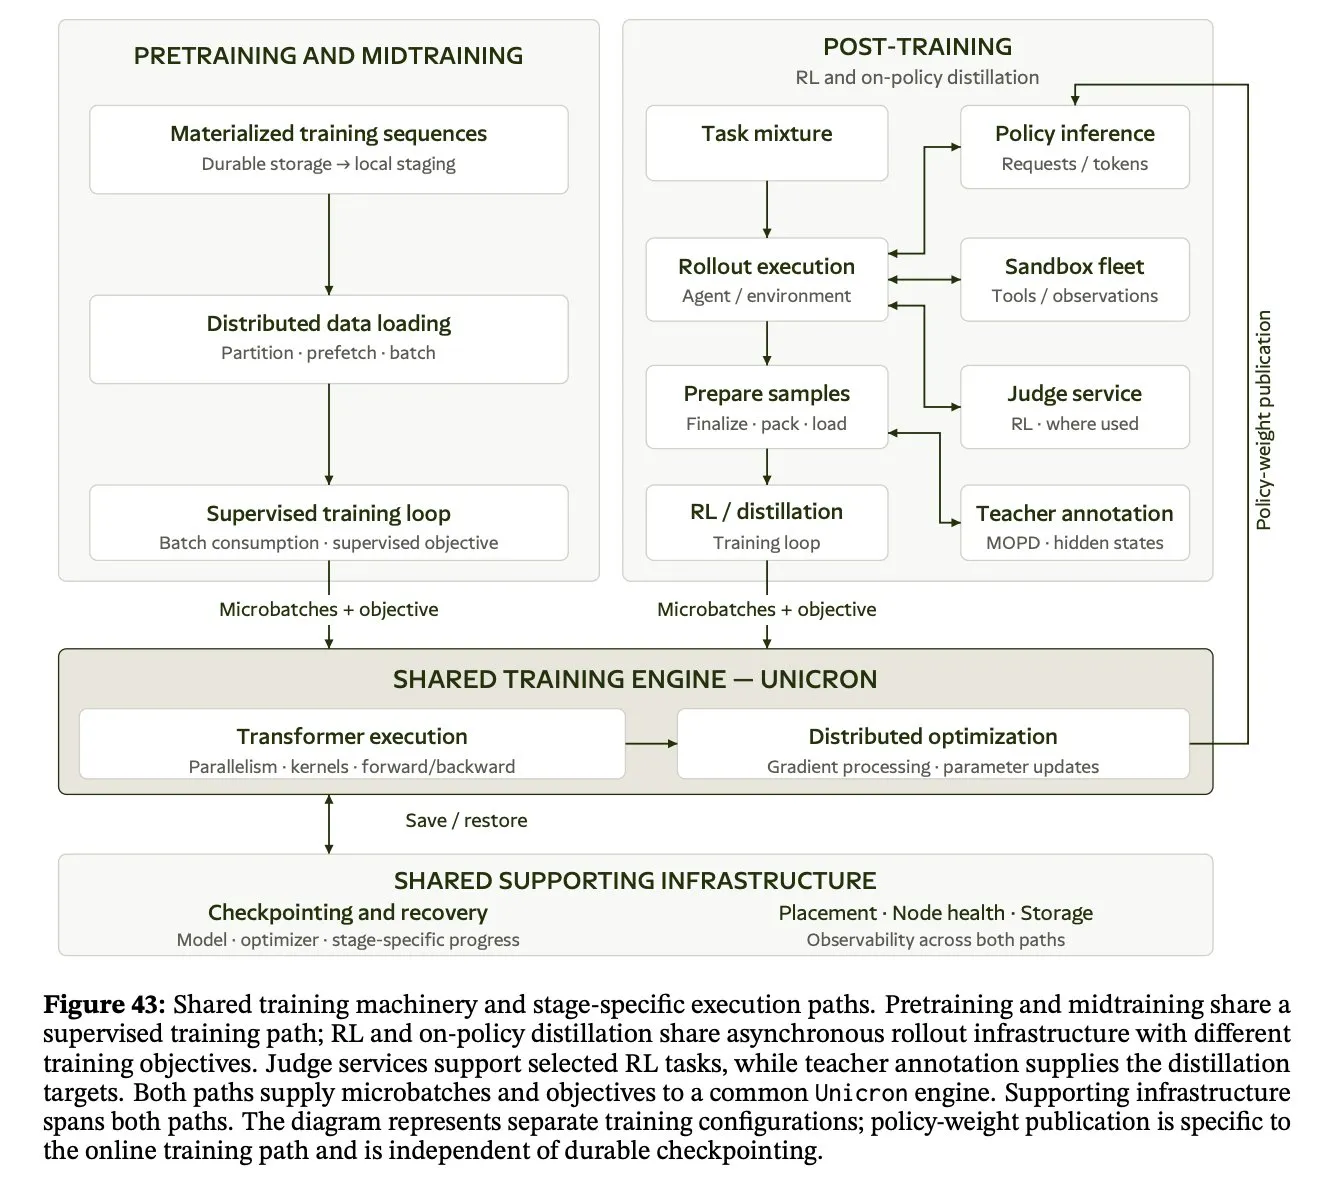 PRETRAINING AND MIDTRAINING
Materialized training sequences
Durable storage → local staging
Distributed data loading
Partition · prefetch · batch
Supervised training loop
Batch consumption · supervised objective
Microbatches + objective
POST-TRAINING
RL and on-policy distillation
Task mixture
Policy inference
Requests / tokens
Rollout execution
Agent / environment
Sandbox fleet
Tools / observations
Prepare samples
Finalize · pack · load
Judge service
RL · where used
RL / distillation
Training loop
Teacher annotation
MOPD · hidden states
Microbatches + objective
Policy-weight publication
SHARED TRAINING ENGINE — UNICRON
Transformer execution
Parallelism · kernels · forward/backward
Distributed optimization
Gradient processing · parameter updates
Save / restore
SHARED SUPPORTING INFRASTRUCTURE
Checkpointing and recovery
Model · optimizer · stage-specific progress
Placement · Node health · Storage
Observability across both paths
Figure 43: Shared training machinery and stage-specific execution paths. Pretraining and midtraining share a
supervised training path; RL and on-policy distillation share asynchronous rollout infrastructure with different
training objectives. Judge services support selected RL tasks, while teacher annotation supplies the distillation
targets. Both paths supply microbatches and objectives to a common Unicron engine. Supporting infrastructure
spans both paths. The diagram represents separate training configurations; policy-weight publication is specific to
the online training path and is independent of durable checkpointing.